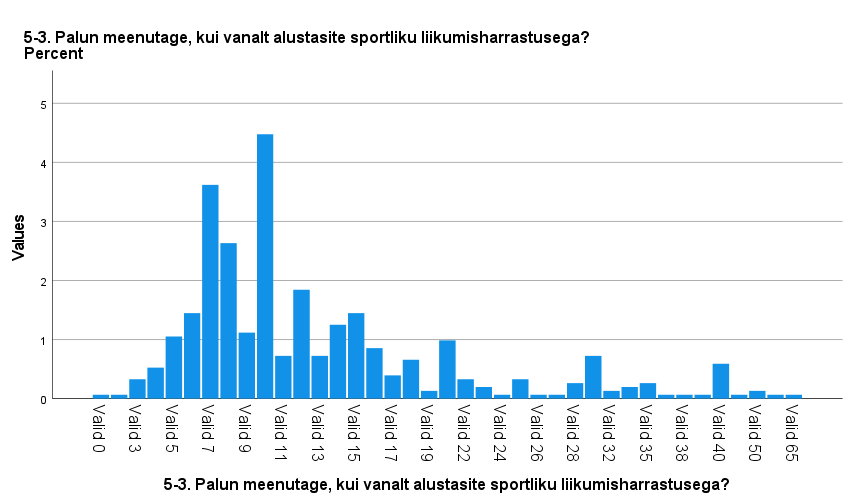 5-3. Palun meenutage, kui vanalt alustasite sportliku liikumisharrastusega?
Percent
5
4
3
2
1
0
Values
Valid 0
Valid 3
Valid 5
Valid 7
Valid 9
Valid 11
Valid 13
Valid 15
Valid 17
Valid 19
Valid 22
Valid 24
Valid 26
Valid 28
Valid 32
Valid 35
Valid 38
Valid 40
Valid 50
Valid 65
5-3. Palun meenutage, kui vanalt alustasite sportliku liikumisharrastusega?